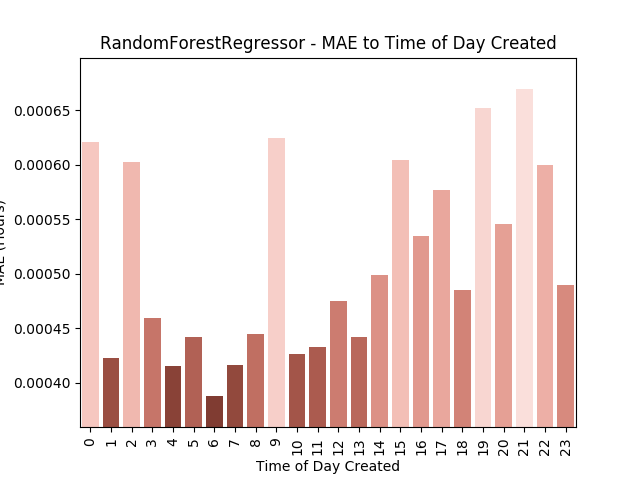 RandomForestRegressor - MAE to Time of Day Created
MAE (Hours)
0.00065
0.00060
0.00055
0.00050
0.00045
0.00040
0 1 2 3 4 5 6 7 8 9 10 11 12 13 14 15 16 17 18 19 20 21 22 23
Time of Day Created